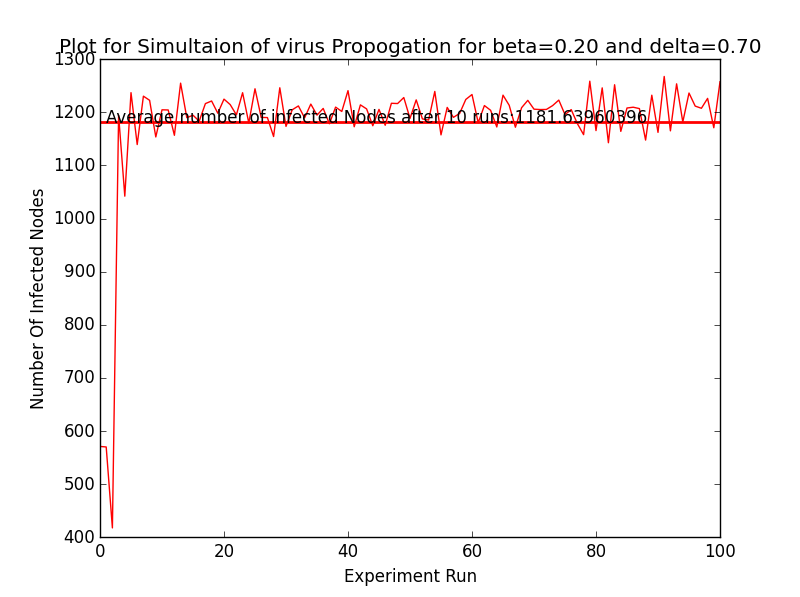 Plot for Simultaion of virus Propogation for beta=0.20 and delta=0.70
1300
1200
1100
1000
900
800
700
600
500
400
Number Of Infected Nodes
Average number of infected Nodes after 10 runs:1181.63960396
0 20 40 60 80 100
Experiment Run